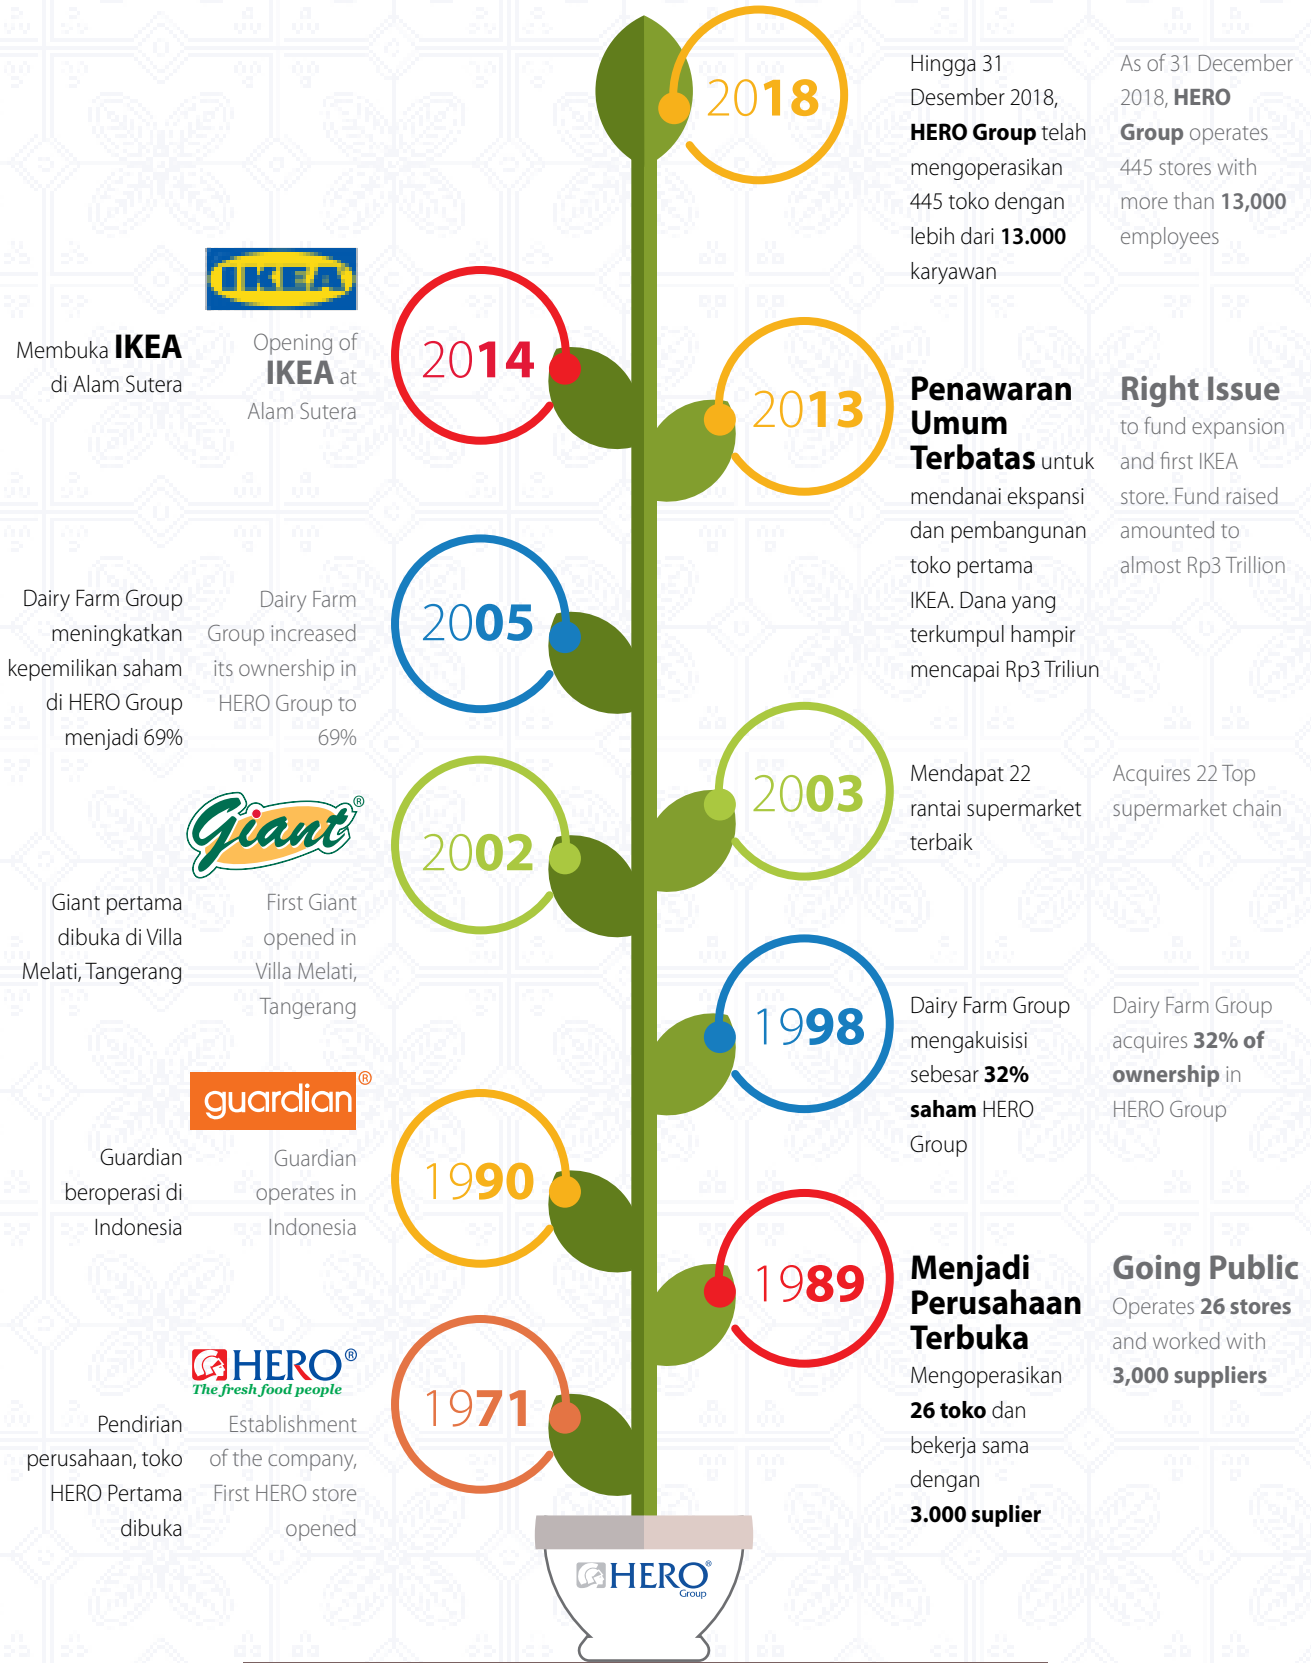 2018
Hingga 31
Desember 2018,
HERO Group telah
mengoperasikan
445 toko dengan
lebih dari 13.000
karyawan
As of 31 December
2018, HERO
Group operates
445 stores with
more than 13,000
employees
IKEA
Membuka IKEA
di Alam Sutera
Opening of
IKEA at
Alam Sutera
2014
2013
Penawaran
Umum
Terbatas untuk
mendanai ekspansi
dan pembangunan
toko pertama
IKEA. Dana yang
terkumpul hampir
mencapai Rp3 Triliun
Right Issue
to fund expansion
and first IKEA
store. Fund raised
amounted to
almost Rp3 Trillion
Dairy Farm Group
meningkatkan
kepemilikan saham
di HERO Group
menjadi 69%
Dairy Farm
Group increased
its ownership in
HERO Group to
69%
2005
2003
Mendapat 22
rantai supermarket
terbaik
Acquires 22 Top
supermarket chain
Giant®
Giant pertama
dibuka di Villa
Melati, Tangerang
First Giant
opened in
Villa Melati,
Tangerang
2002
1998
Dairy Farm Group
mengakuisisi
sebesar 32%
saham HERO
Group
Dairy Farm Group
acquires 32% of
ownership in
HERO Group
guardian®
Guardian
beroperasi di
Indonesia
Guardian
operates in
Indonesia
1990
1989
Menjadi
Perusahaan
Terbuka
Mengoperasikan
26 toko dan
bekerja sama
dengan
3.000 suplier
Going Public
Operates 26 stores
and worked with
3,000 suppliers
HERO®
The fresh food people
Pendirian
perusahaan, toko
HERO Pertama
dibuka
Establishment
of the company,
First HERO store
opened
1971
HERO®
Group